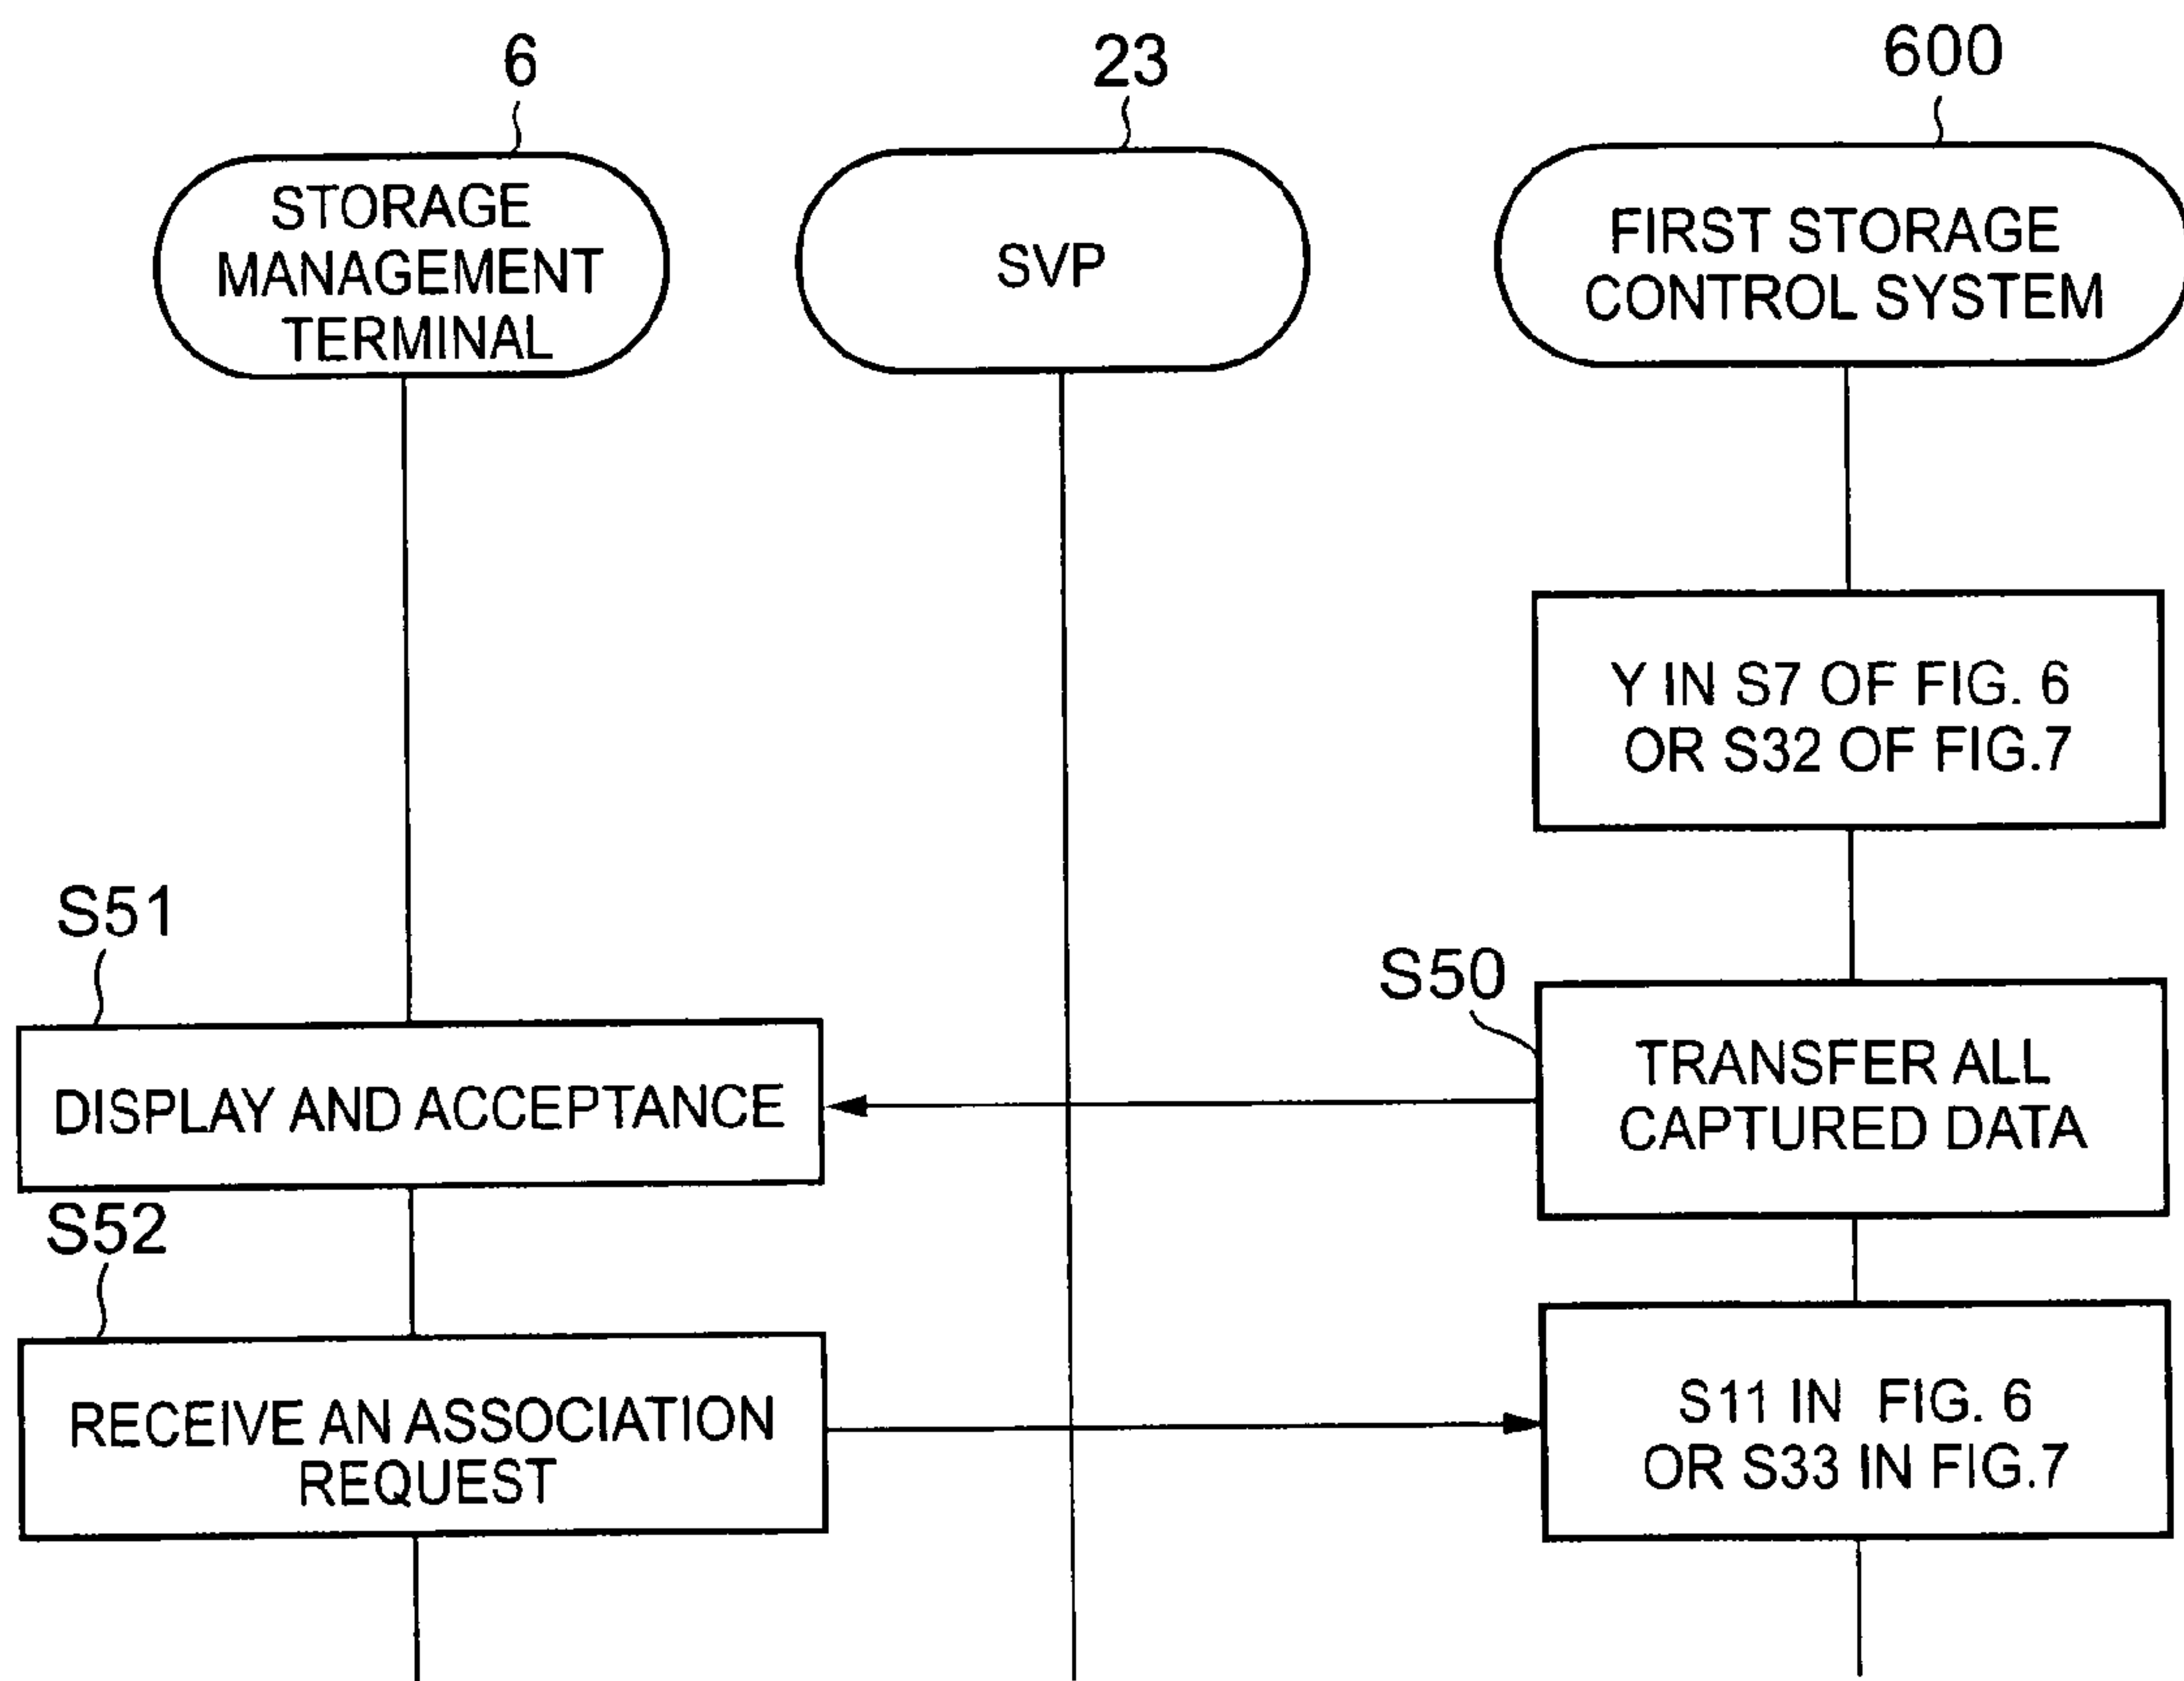 6
23
600
STORAGE
MANAGEMENT
TERMINAL
SVP
FIRST STORAGE
CONTROL SYSTEM
Y IN S7 OF FIG. 6
OR S32 OF FIG.7
S51
S50
DISPLAY AND ACCEPTANCE
TRANSFER ALL
CAPTURED DATA
S52
RECEIVE AN ASSOCIATION
REQUEST
S11 IN FIG. 6
OR S33 IN FIG.7